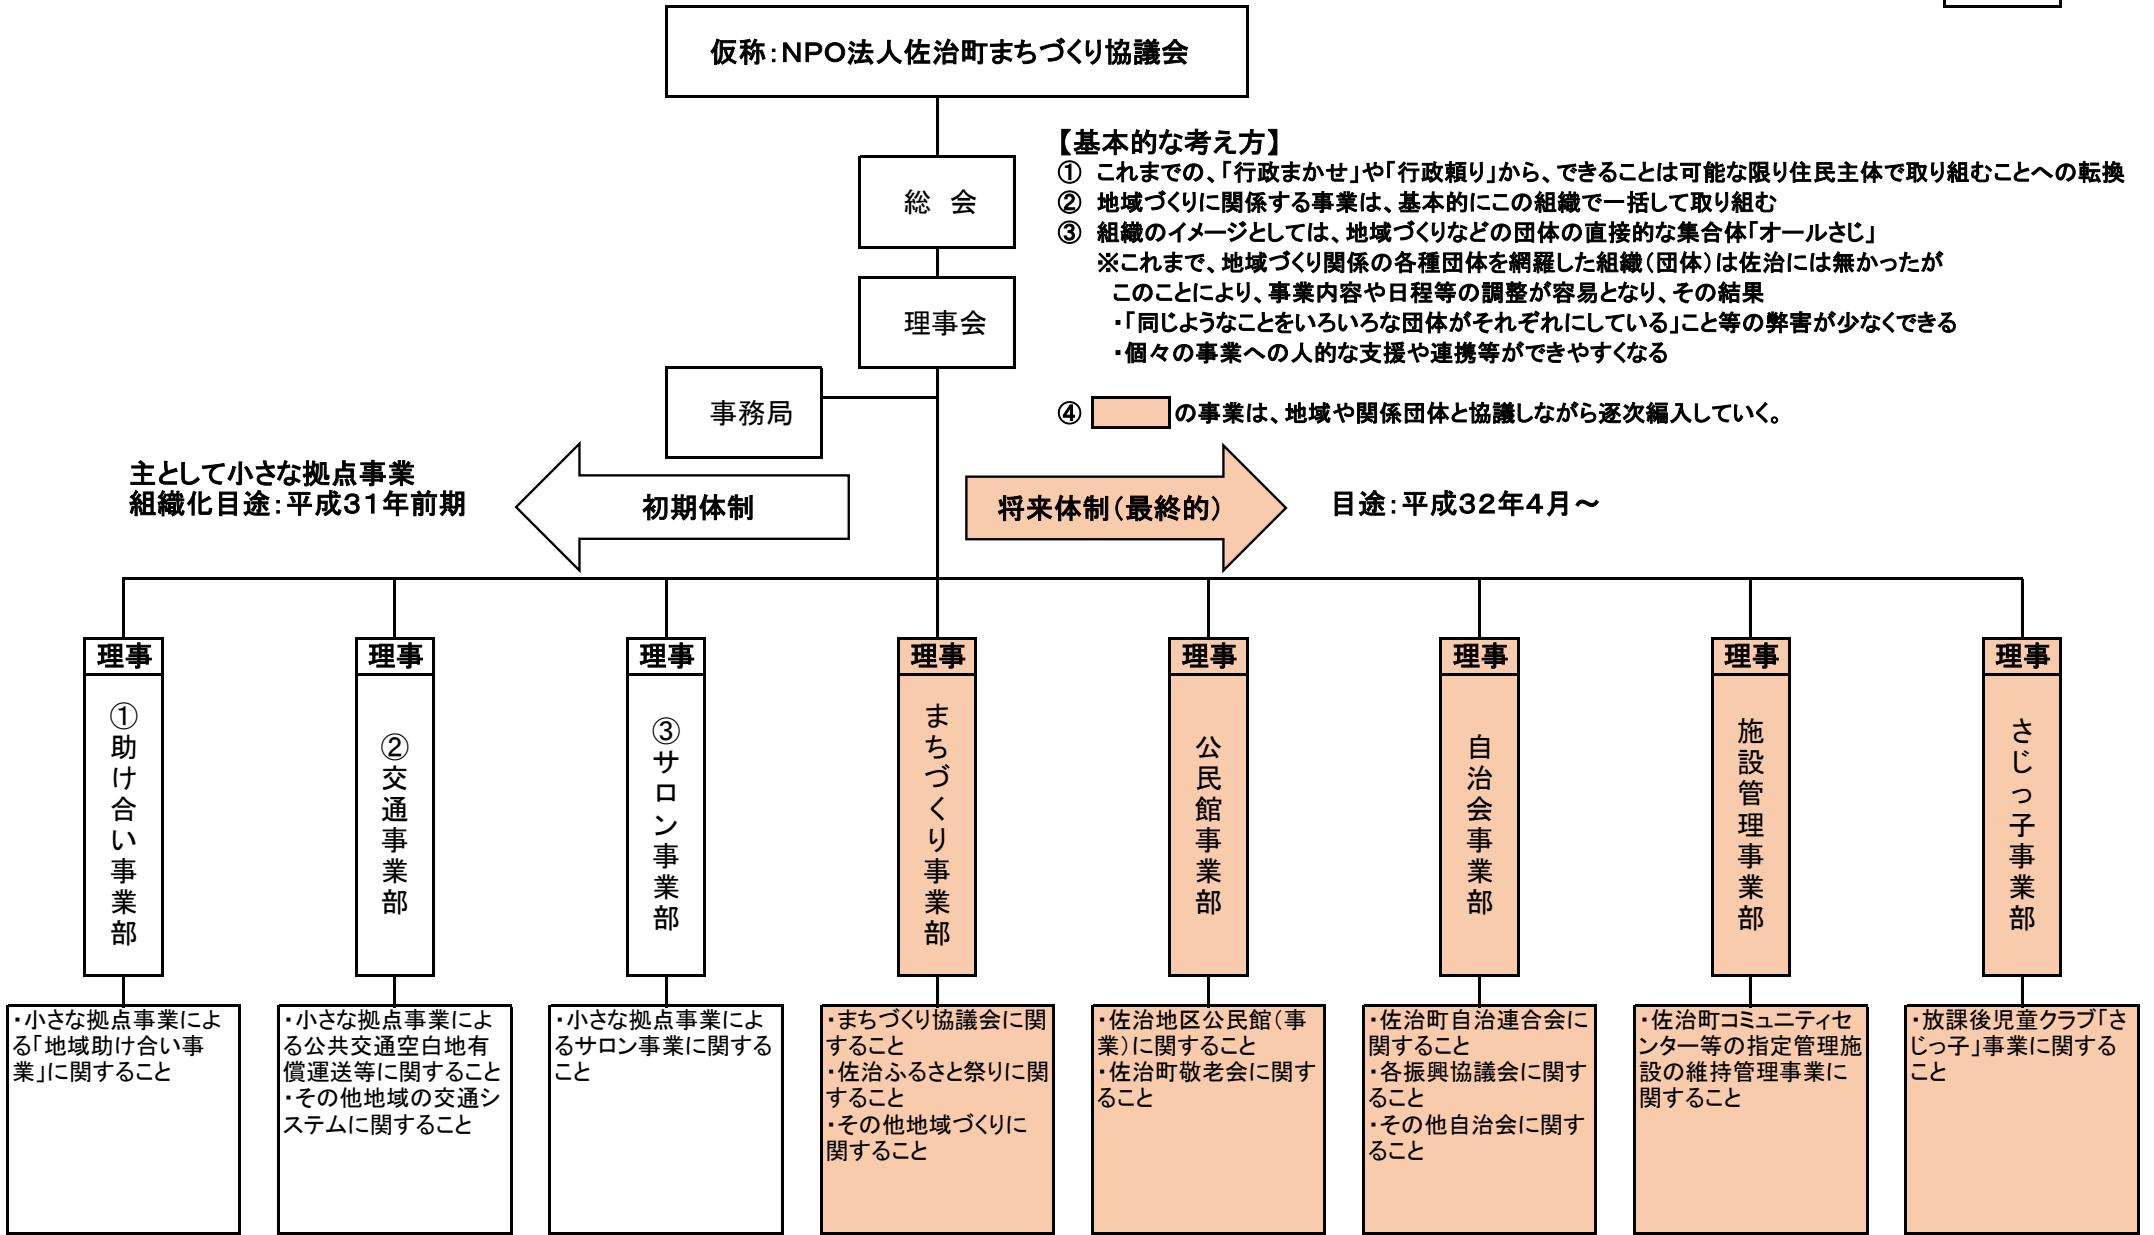 仮称：ＮＰＯ法人佐治町まちづくり協議会
総　会
理事会
事務局
【基本的な考え方】
①　これまでの、「行政まかせ」や「行政頼り」から、できることは可能な限り住民主体で取り組むことへの転換
②　地域づくりに関係する事業は、基本的にこの組織で一括して取り組む
③　組織のイメージとしては、地域づくりなどの団体の直接的な集合体「オールさじ」
※これまで、地域づくり関係の各種団体を網羅した組織（団体）は佐治には無かったが
このことにより、事業内容や日程等の調整が容易となり、その結果
・「同じようなことをいろいろな団体がそれぞれにしている」こと等の弊害が少なくできる
・個々の事業への人的な支援や連携等ができやすくなる
④　の事業は、地域や関係団体と協議しながら逐次編入していく。
主として小さな拠点事業
組織化目途：平成３１年前期
初期体制
将来体制（最終的）
目途：平成３２年４月～
理事
①助け合い事業部
・小さな拠点事業によ
る「地域助け合い事
業」に関すること
理事
②交通事業部
・小さな拠点事業によ
る公共交通空白地有
償運送等に関すること
・その他地域の交通シ
ステムに関すること
理事
③サロン事業部
・小さな拠点事業によ
るサロン事業に関する
こと
理事
まちづくり事業部
・まちづくり協議会に関
すること
・佐治ふるさと祭りに関
すること
・その他地域づくりに
関すること
理事
公民館事業部
・佐治地区公民館（事
業）に関すること
・佐治町敬老会に関す
ること
理事
自治会事業部
・佐治町自治連合会に
関すること
・各振興協議会に関す
ること
・その他自治会に関す
ること
理事
施設管理事業部
・佐治町コミュニティセ
ンター等の指定管理施
設の維持管理事業に
関すること
理事
さじっ子事業部
・放課後児童クラブ「さ
じっ子」事業に関する
こと